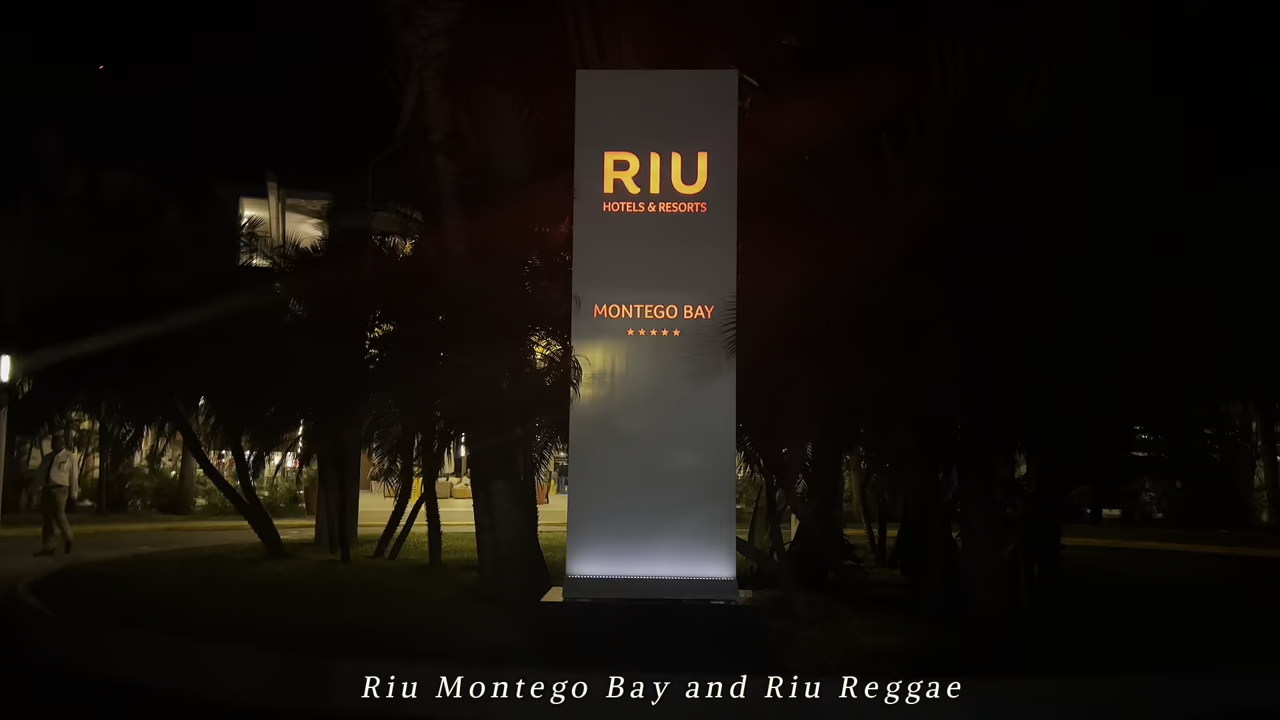 RIU
HOTELS & RESORTS
MONTEGO BAY
★★★★★
Riu Montego Bay and Riu Reggae